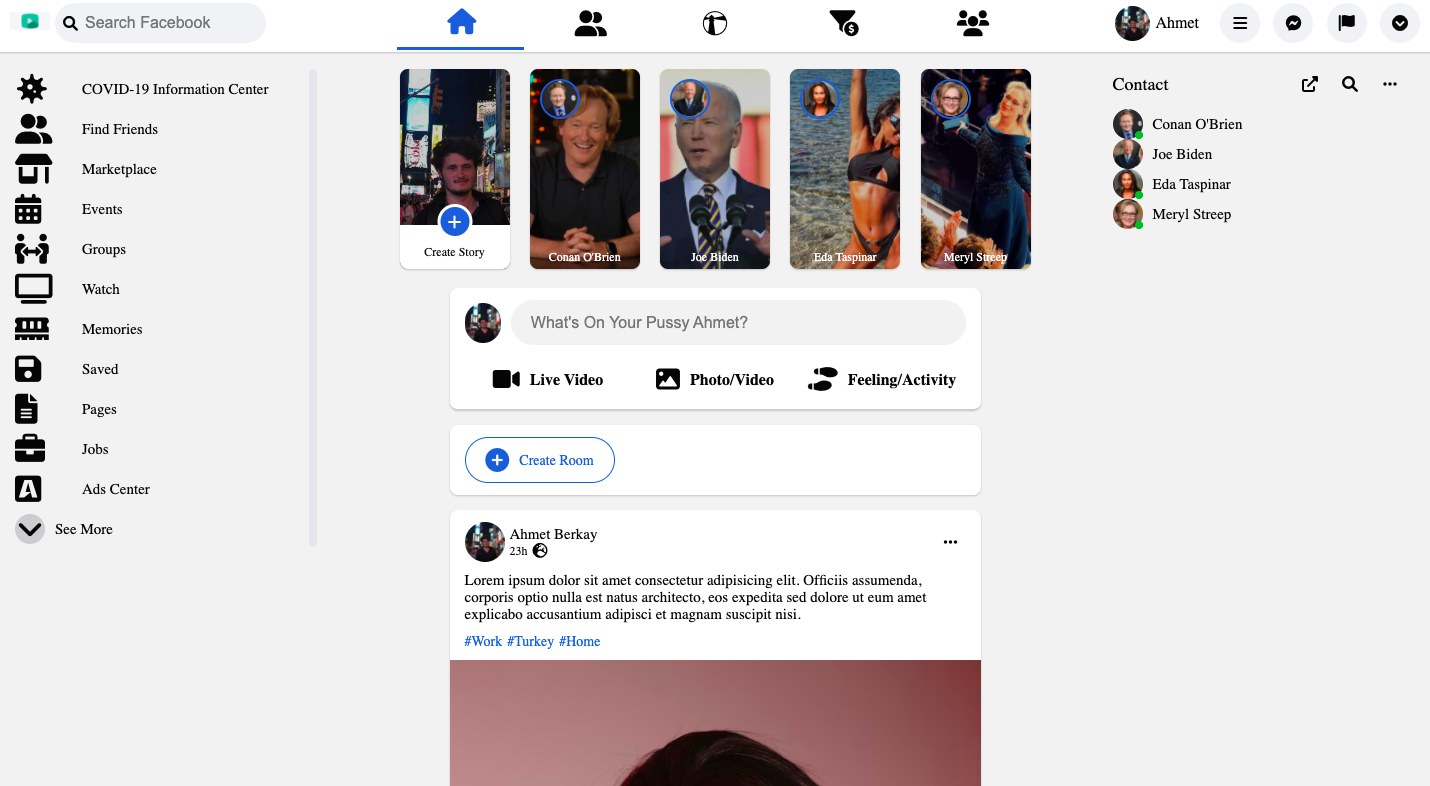 Search Facebook
Ahmet
COVID-19 Information Center
Find Friends
Marketplace
Events
Groups
Watch
Memories
Saved
Pages
Jobs
Ads Center
See More
Create Story
Conan O'Brien
Joe Biden
Eda Taspinar
Meryl Streep
What's On Your Pussy Ahmet?
Live Video
Photo/Video
Feeling/Activity
Create Room
Ahmet Berkay
23h
Lorem ipsum dolor sit amet consectetur adipisicing elit. Officiis assumenda,
corporis optio nulla est natus architecto, eos expedita sed dolore ut eum amet
explicabo accusantium adipisci et magnam suscipit nisi.
#Work #Turkey #Home
Contact
Conan O'Brien
Joe Biden
Eda Taspinar
Meryl Streep